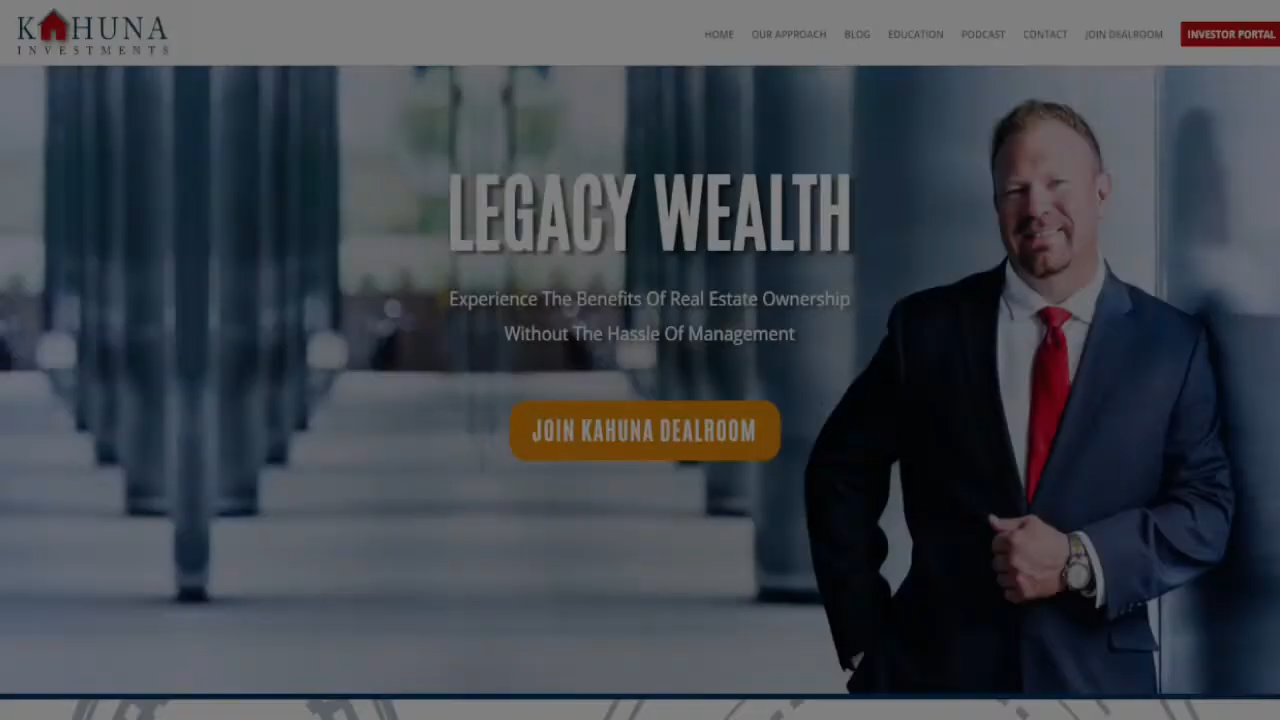 KAHUNA
INVESTMENTS
HOME OUR APPROACH BLOG EDUCATION PODCAST CONTACT JOIN DEALROOM INVESTOR PORTAL
LEGACY WEALTH
Experience The Benefits Of Real Estate Ownership
Without The Hassle Of Management
JOIN KAHUNA DEALROOM